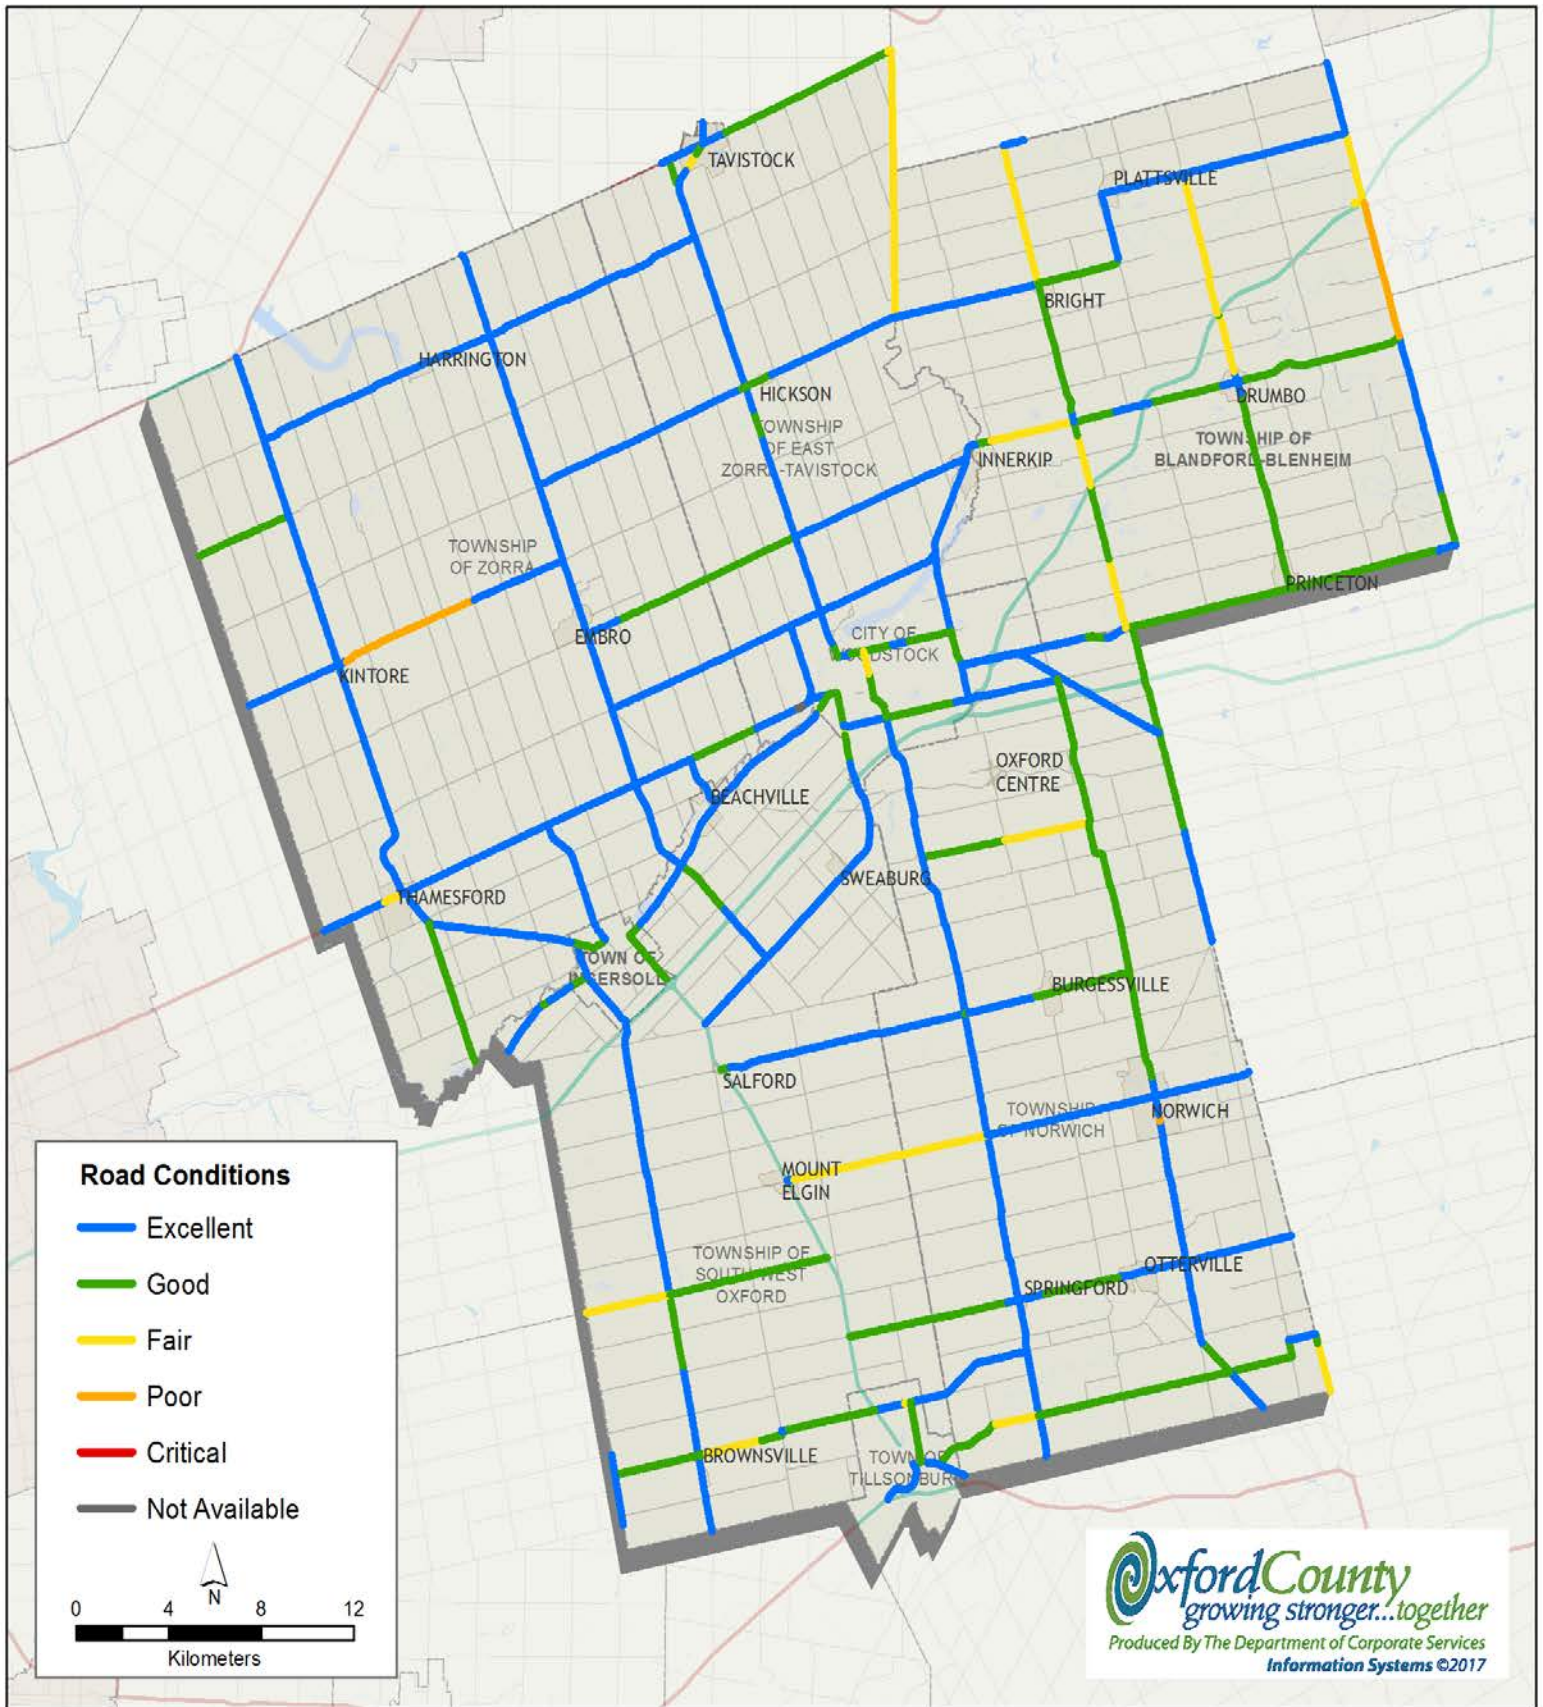 TAVISTOCK
PLATTSVILLE
BRIGHT
HARRINGTON
HICKSON
DRUMBO
TOWNSHIP
OF EAST
ZORRA-TAVISTOCK
TOWNSHIP OF
BLANDFORD-BLENHEIM
INNERKIP
TOWNSHIP
OF ZORRA
PRINCETON
EMBRO
CITY OF
WOODSTOCK
KINTORE
OXFORD
CENTRE
BEACHVILLE
SWEABURG
THAMESFORD
TOWN OF
INGERSOLL
BURGESSVILLE
SALFORD
TOWNSHIP
OF NORWICH
NORWICH
MOUNT
ELGIN
TOWNSHIP OF
SOUTH-WEST
OXFORD
OTTERVILLE
SPRINGFORD
BROWNSVILLE
TOWN OF
TILLSONBURG
Road Conditions
Excellent
Good
Fair
Poor
Critical
Not Available
N
0 4 8 12
Kilometers
OxfordCounty
growing stronger...together
Produced By The Department of Corporate Services
Information Systems ©2017